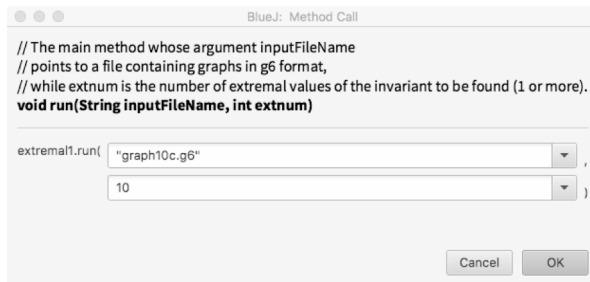 BlueJ: Method Call
// The main method whose argument inputFileName
// points to a file containing graphs in g6 format,
// while extnum is the number of extremal values of the invariant to be found (1 or more).
void run(String inputFileName, int extnum)
extremal1.run( "graph10c.g6" ,
10 )
Cancel OK